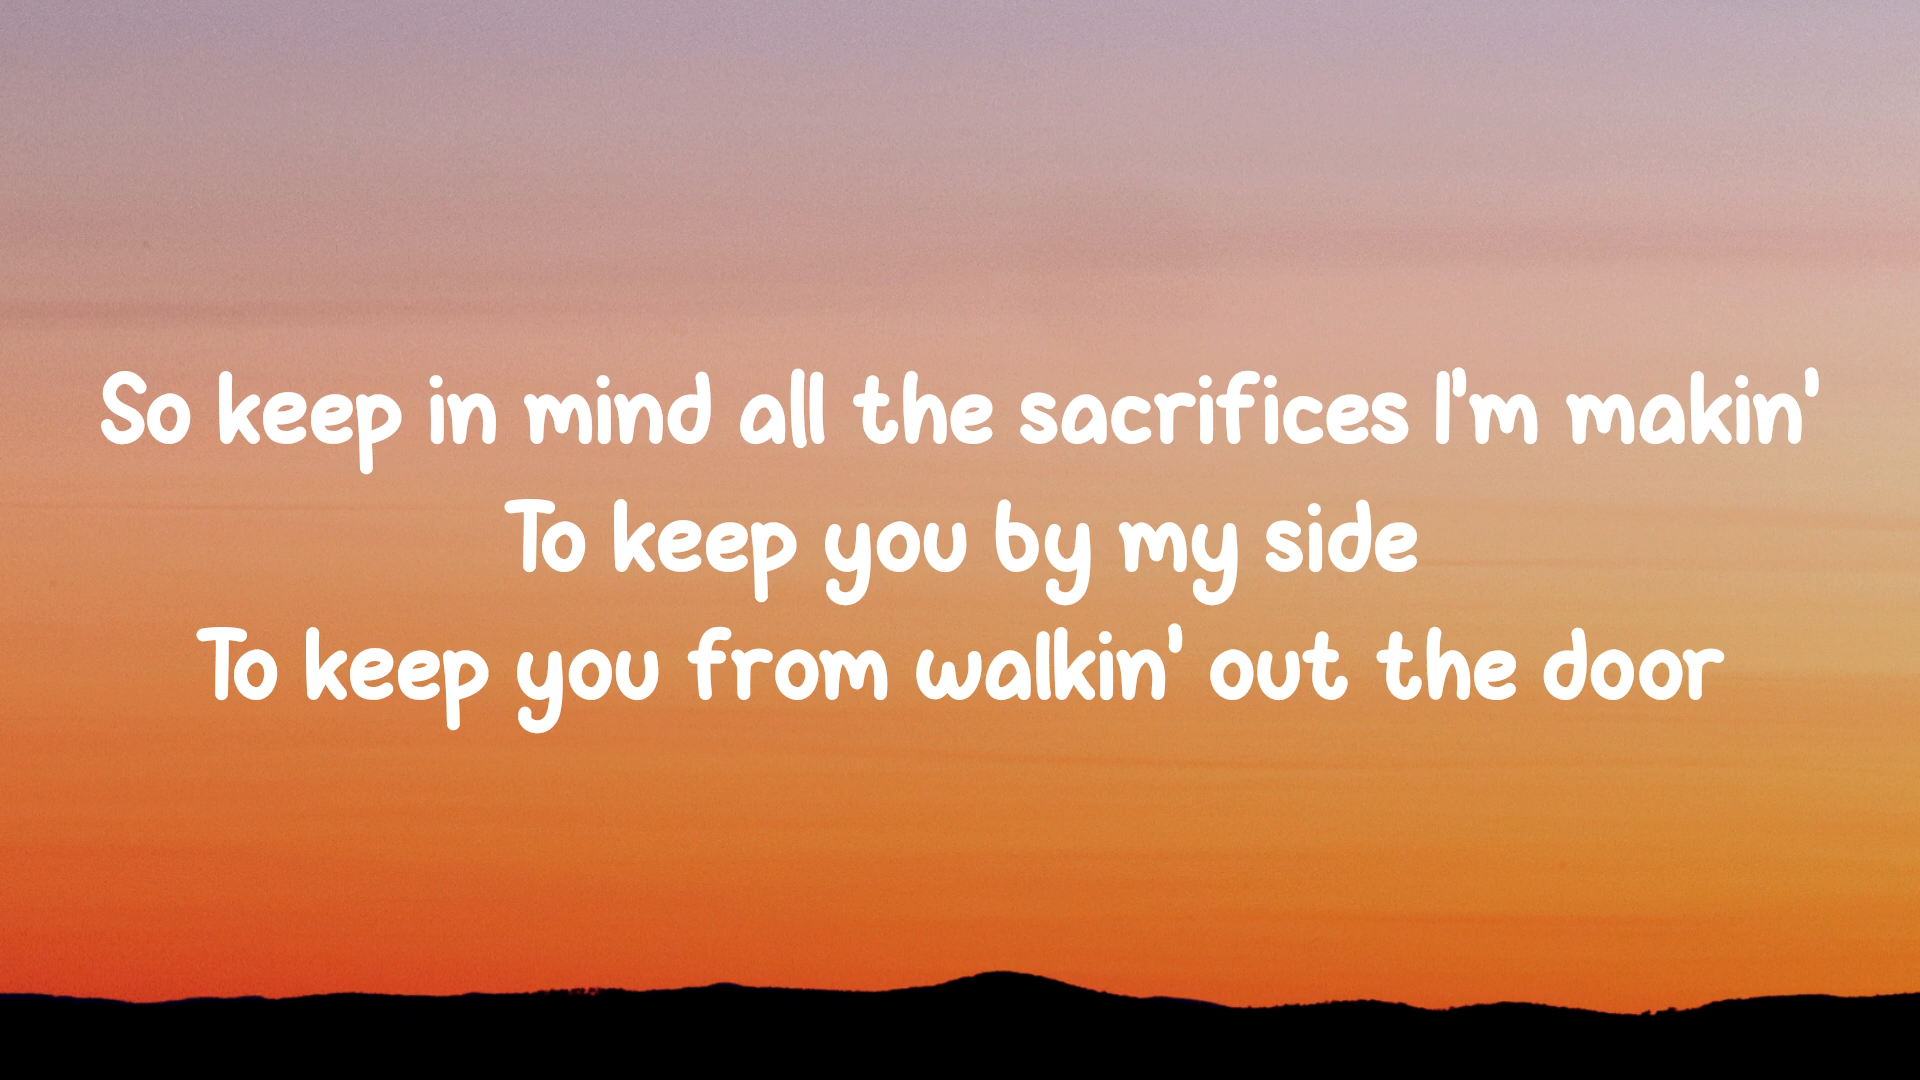 So keep in mind all the sacrifices I'm makin'
To keep you by my side
To keep you from walkin' out the door